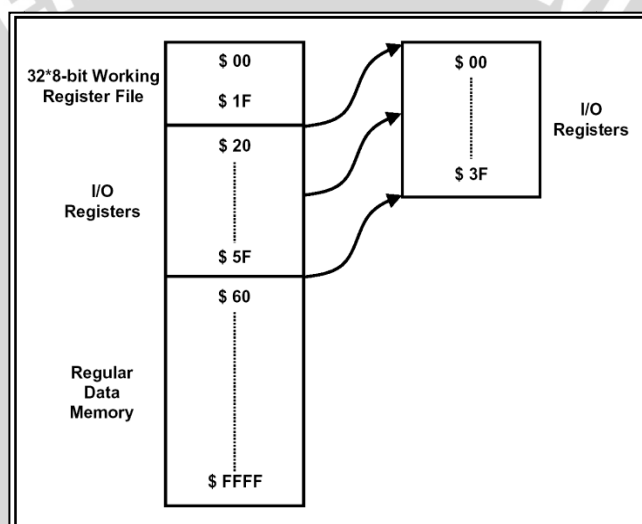 32*8-bit Working
Register File
$ 00
$ 1F
I/O
Registers
$ 20
$ 5F
Regular
Data
Memory
$ 60
$ FFFF
$ 00
$ 3F
I/O
Registers